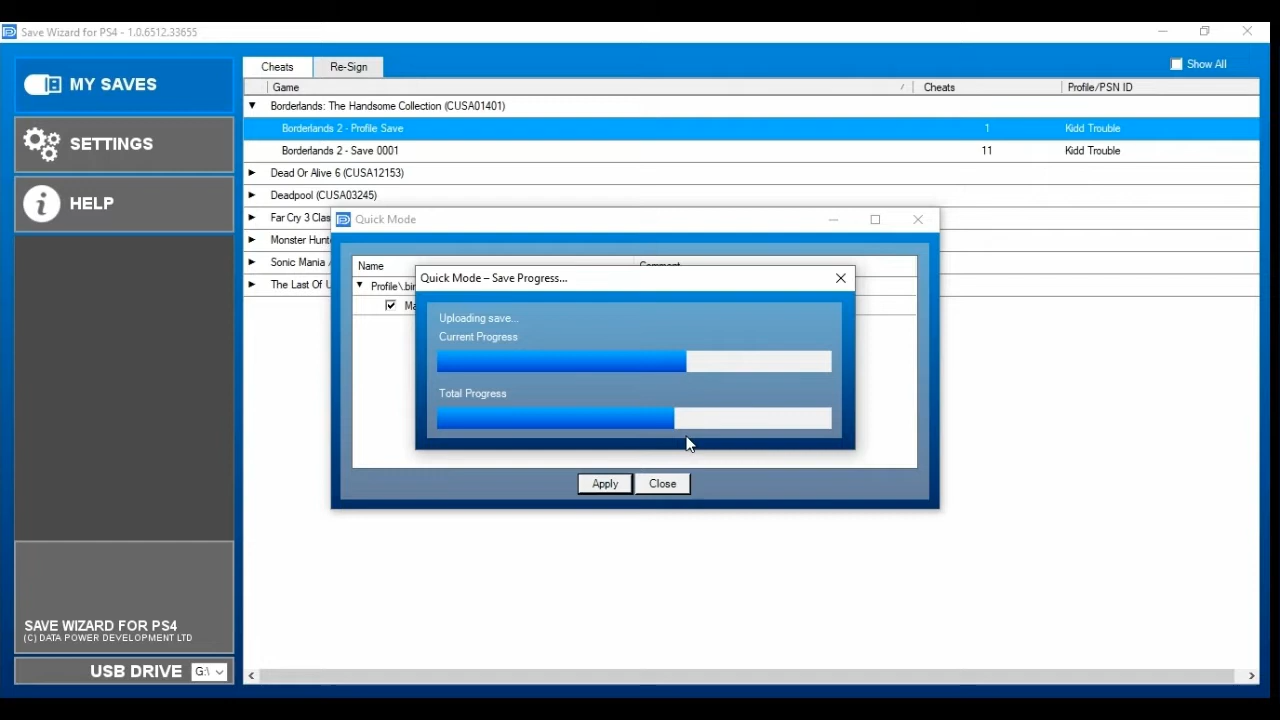 Save Wizard for PS4 - 1.0.6512.33655
MY SAVES
SETTINGS
HELP
SAVE WIZARD FOR PS4
(C) DATA POWER DEVELOPMENT LTD
USB DRIVE G:\
Cheats Re-Sign Show All
Game Cheats Profile/PSN ID
Borderlands: The Handsome Collection (CUSA01401)
Borderlands 2 - Profile Save 1 Kidd Trouble
Borderlands 2 - Save 0001 11 Kidd Trouble
Dead Or Alive 6 (CUSA12153)
Deadpool (CUSA03245)
Far Cry 3 Clas
Monster Hunt
Sonic Mania
The Last Of U
Quick Mode
Name Comment
Profile\.bin
Ma
Quick Mode – Save Progress...
Uploading save...
Current Progress
Total Progress
Apply Close